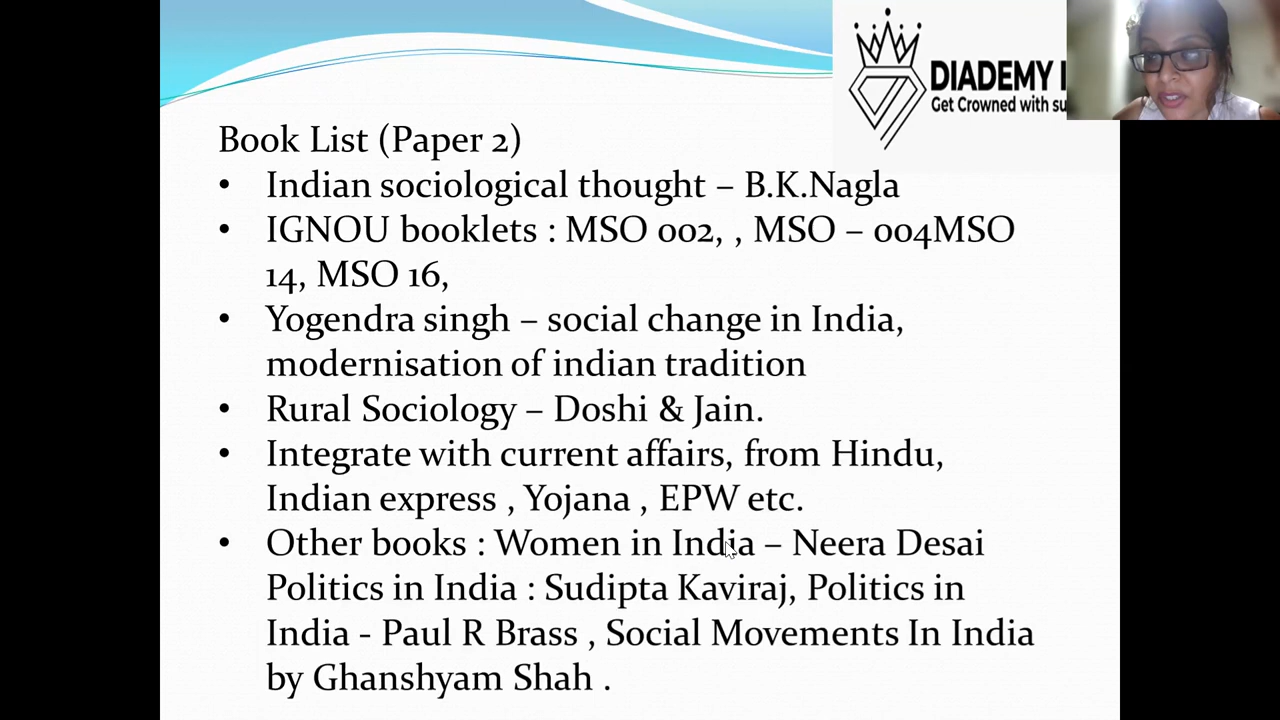 DIADEMY
Get Crowned with su
Book List (Paper 2)
• Indian sociological thought – B.K.Nagla
• IGNOU booklets : MSO 002, , MSO – 004MSO
14, MSO 16,
• Yogendra singh – social change in India,
modernisation of indian tradition
• Rural Sociology – Doshi & Jain.
• Integrate with current affairs, from Hindu,
Indian express , Yojana , EPW etc.
• Other books : Women in India – Neera Desai
Politics in India : Sudipta Kaviraj, Politics in
India - Paul R Brass , Social Movements In India
by Ghanshyam Shah .